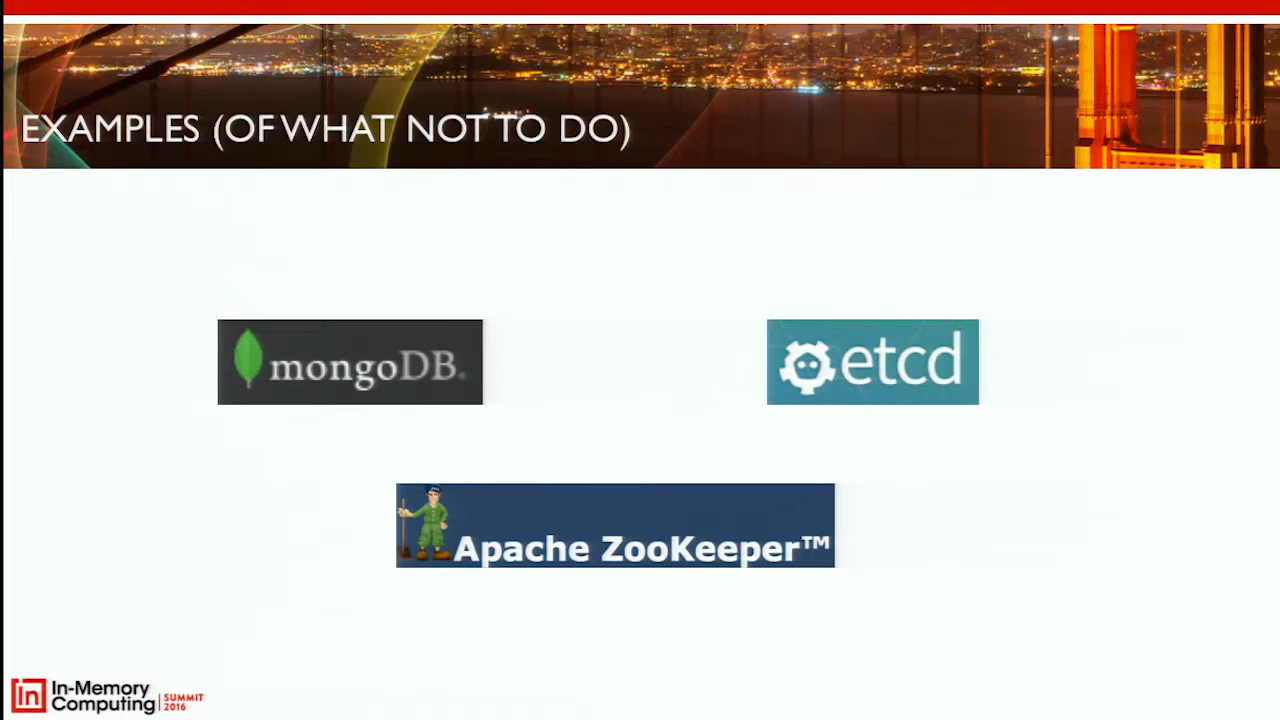 EXAMPLES (OF WHAT NOT TO DO)
mongoDB®
etcd
Apache ZooKeeper™
In-Memory
Computing
SUMMIT
2016